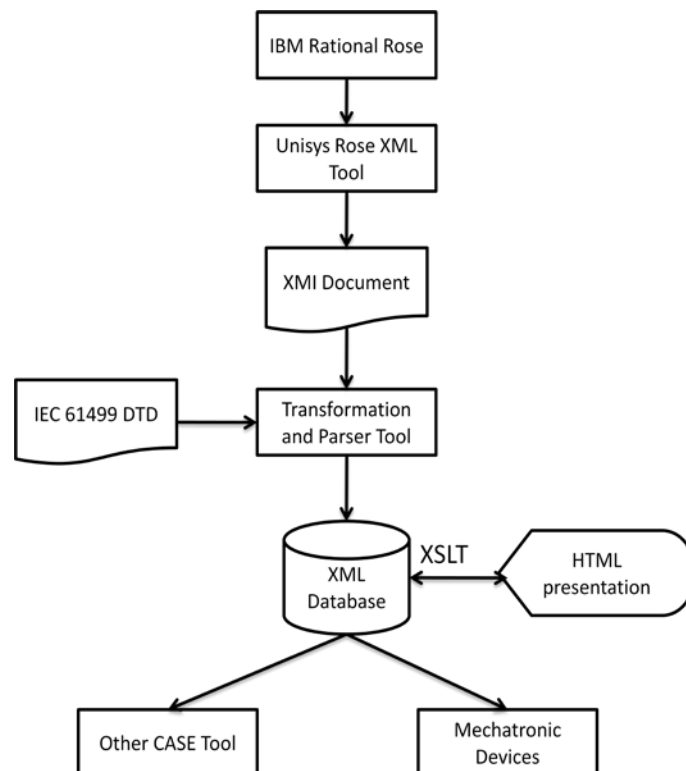 IBM Rational Rose
Unisys Rose XML
Tool
XMI Document
IEC 61499 DTD
Transformation
and Parser Tool
XML
Database
XSLT
HTML
presentation
Other CASE Tool
Mechatronic
Devices